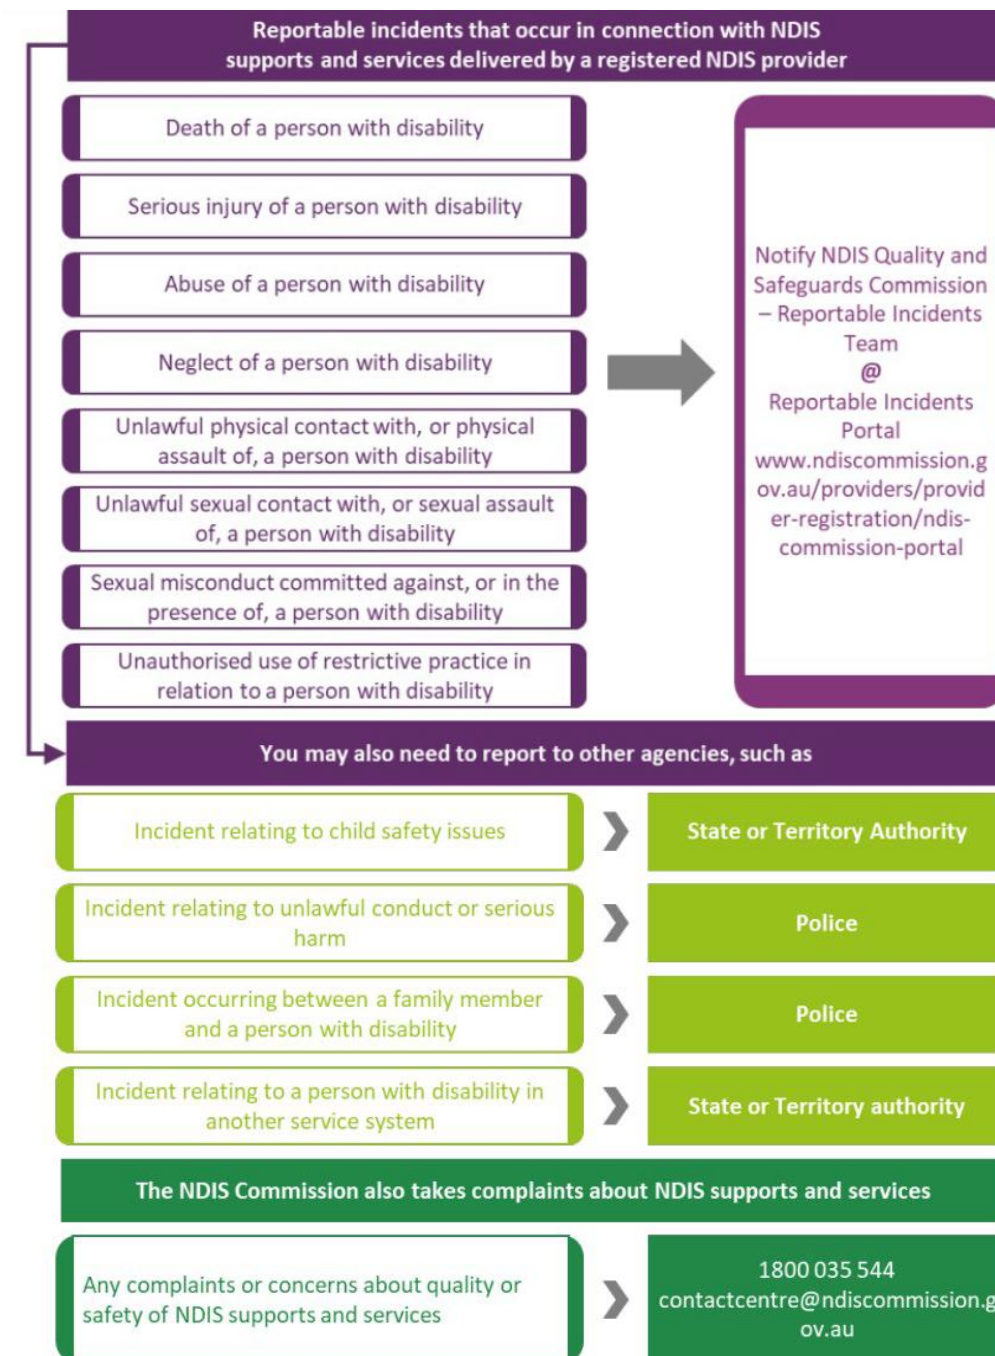 Reportable incidents that occur in connection with NDIS
supports and services delivered by a registered NDIS provider
Death of a person with disability
Serious injury of a person with disability
Abuse of a person with disability
Neglect of a person with disability
Unlawful physical contact with, or physical
assault of, a person with disability
Unlawful sexual contact with, or sexual assault
of, a person with disability
Sexual misconduct committed against, or in the
presence of, a person with disability
Unauthorised use of restrictive practice in
relation to a person with disability
Notify NDIS Quality and
Safeguards Commission
– Reportable Incidents
Team
@
Reportable Incidents
Portal
www.ndiscommission.g
ov.au/providers/provid
er-registration/ndis-
commission-portal
You may also need to report to other agencies, such as
Incident relating to child safety issues
State or Territory Authority
Incident relating to unlawful conduct or serious
harm
Police
Incident occurring between a family member
and a person with disability
Police
Incident relating to a person with disability in
another service system
State or Territory authority
The NDIS Commission also takes complaints about NDIS supports and services
Any complaints or concerns about quality or
safety of NDIS supports and services
1800 035 544
contactcentre@ndiscommission.g
ov.au